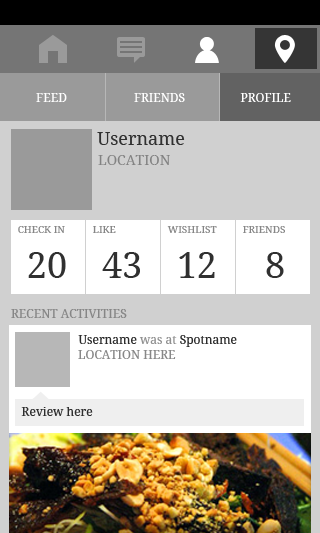 FEED FRIENDS PROFILE
Username
LOCATION
CHECK IN LIKE WISHLIST FRIENDS
20 43 12 8
RECENT ACTIVITIES
Username was at Spotname
LOCATION HERE
Review here